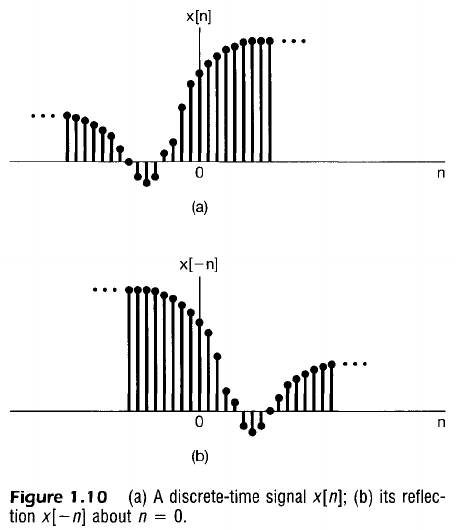 x[n]
• • •
• • •
0
n
(a)
x[−n]
• • •
• • •
0
n
(b)
Figure 1.10 (a) A discrete-time signal x[n]; (b) its reflec-
tion x[−n] about n = 0.